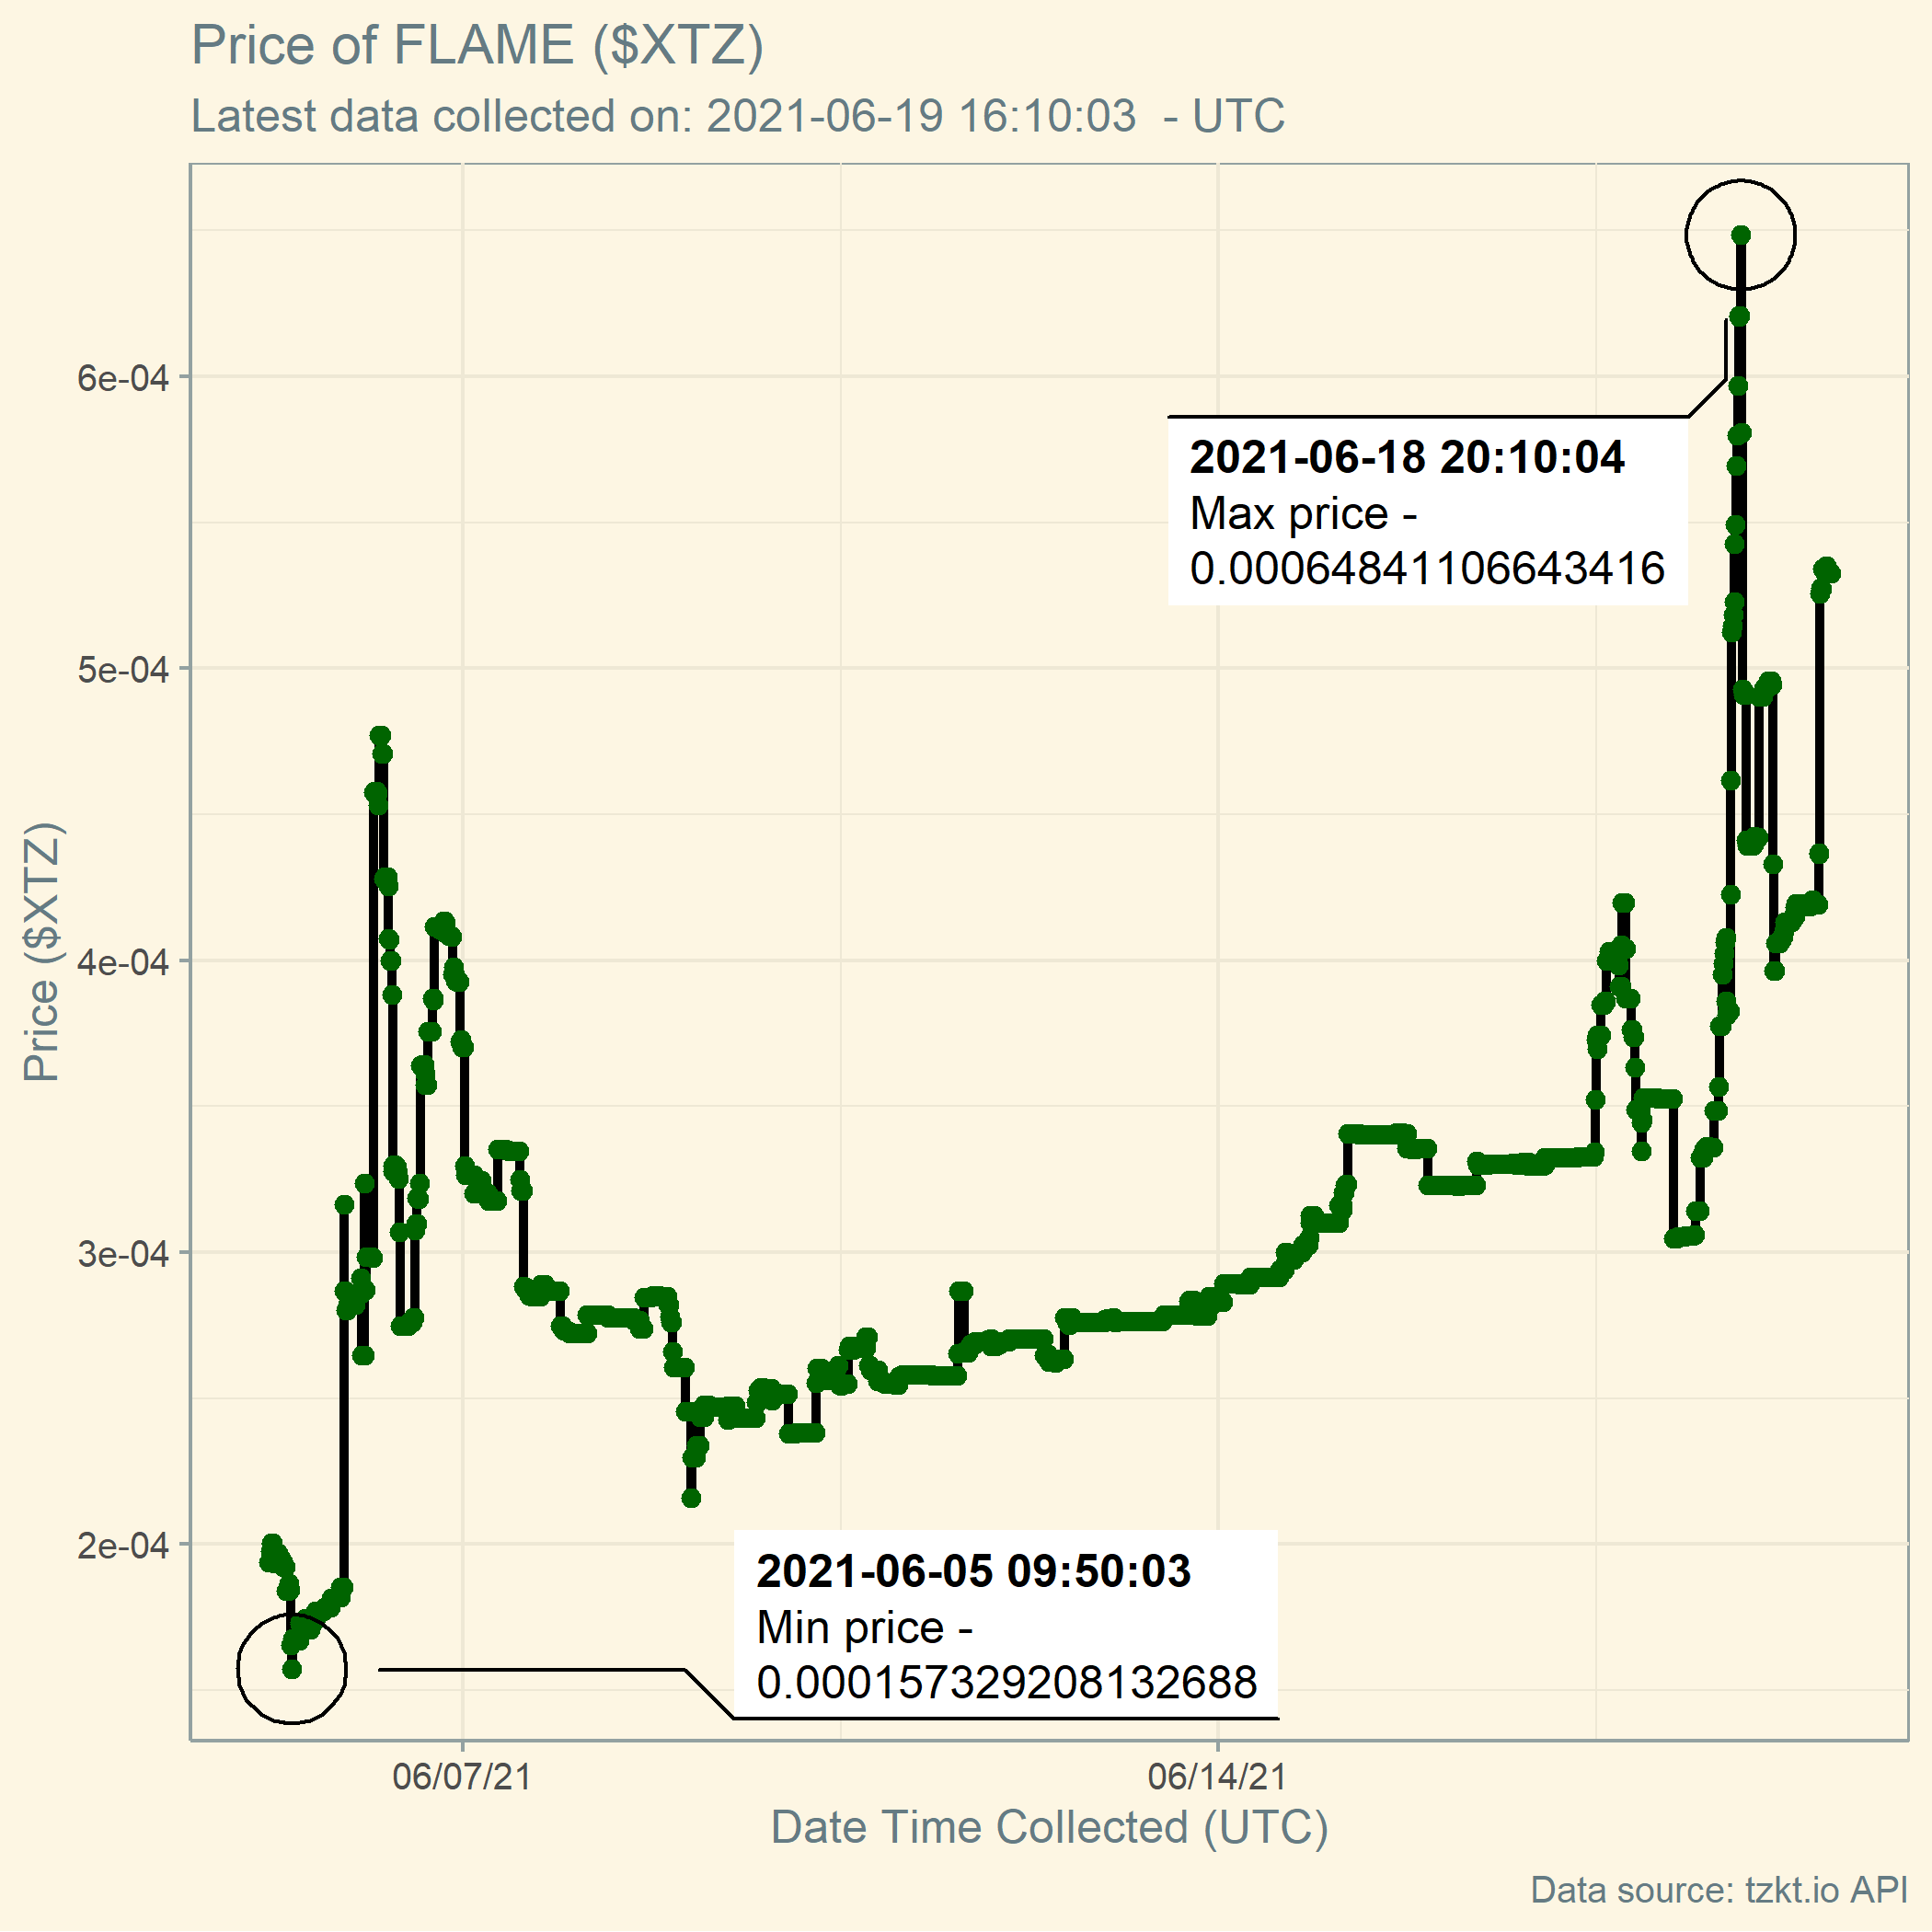 Price of FLAME ($XTZ)
Latest data collected on: 2021-06-19 16:10:03  - UTC
6e-04
5e-04
4e-04
3e-04
2e-04
Price ($XTZ)
2021-06-18 20:10:04
Max price -
0.00064841106643416
2021-06-05 09:50:03
Min price -
0.000157329208132688
06/07/21
06/14/21
Date Time Collected (UTC)
Data source: tzkt.io API